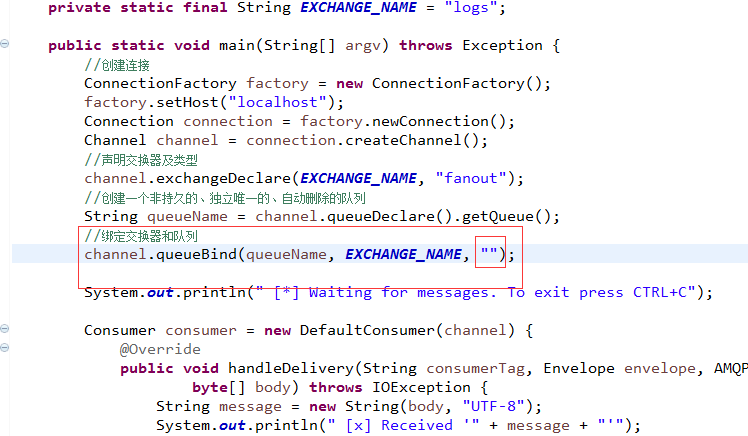 private static final String EXCHANGE_NAME = "logs";
public static void main(String[] argv) throws Exception {
//创建连接
ConnectionFactory factory = new ConnectionFactory();
factory.setHost("localhost");
Connection connection = factory.newConnection();
Channel channel = connection.createChannel();
//声明交换器及类型
channel.exchangeDeclare(EXCHANGE_NAME, "fanout");
//创建一个非持久的、独立唯一的、自动删除的队列
String queueName = channel.queueDeclare().getQueue();
//绑定交换器和队列
channel.queueBind(queueName, EXCHANGE_NAME, "");
System.out.println(" [*] Waiting for messages. To exit press CTRL+C");
Consumer consumer = new DefaultConsumer(channel) {
@Override
public void handleDelivery(String consumerTag, Envelope envelope, AMQP
byte[] body) throws IOException {
String message = new String(body, "UTF-8");
System.out.println(" [x] Received '" + message + "'");